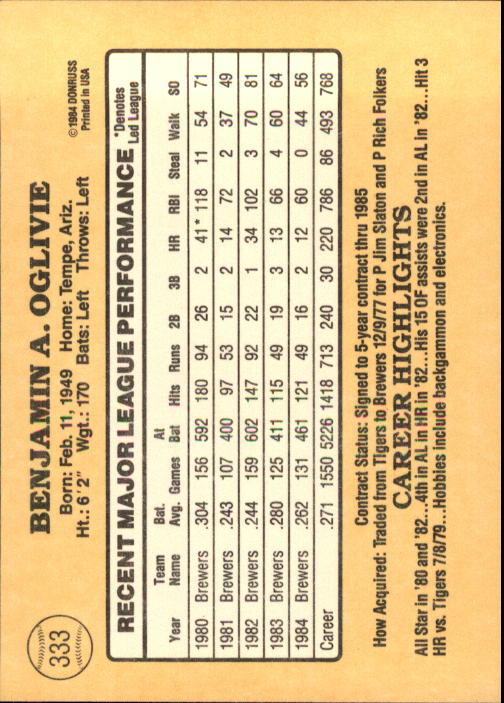 333
BENJAMIN A. OGLIVIE
Born: Feb. 11, 1949 Home: Tempe, Ariz.
Ht.: 6'2" Wgt.: 170 Bats: Left Throws: Left
©1984 DONRUSS
Printed in USA
RECENT MAJOR LEAGUE PERFORMANCE *Denotes Led League
Year Team Name Bat. Avg. Games At Bat Hits Runs 2B 3B HR RBI Steal Walk SO
1980 Brewers .304 156 592 180 94 26 2 41* 118 11 54 71
1981 Brewers .243 107 400 97 53 15 2 14 72 2 37 49
1982 Brewers .244 159 602 147 92 22 1 34 102 3 70 81
1983 Brewers .280 125 411 115 49 19 3 13 66 4 60 64
1984 Brewers .262 131 461 121 49 16 2 12 60 0 44 56
Career .271 1550 5226 1418 713 240 30 220 786 86 493 768
Contract Status: Signed to 5-year contract thru 1985
How Acquired: Traded from Tigers to Brewers 12/9/77 for P Jim Slaton and P Rich Folkers
CAREER HIGHLIGHTS
All Star in '80 and '82...4th in AL in HR in '82...His 15 OF assists were 2nd in AL in '82...Hit 3
HR vs. Tigers 7/8/79...Hobbies include backgammon and electronics.